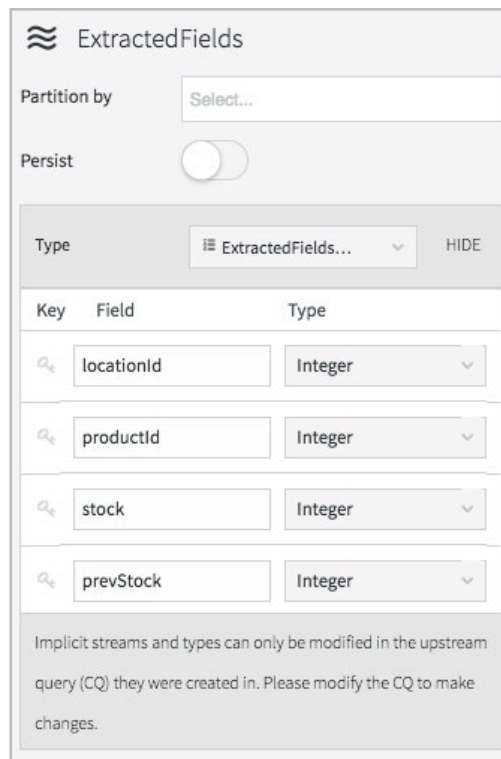 ExtractedFields
Partition by Select...
Persist
Type ExtractedFields... HIDE
Key Field Type
locationId Integer
productId Integer
stock Integer
prevStock Integer
Implicit streams and types can only be modified in the upstream
query (CQ) they were created in. Please modify the CQ to make
changes.